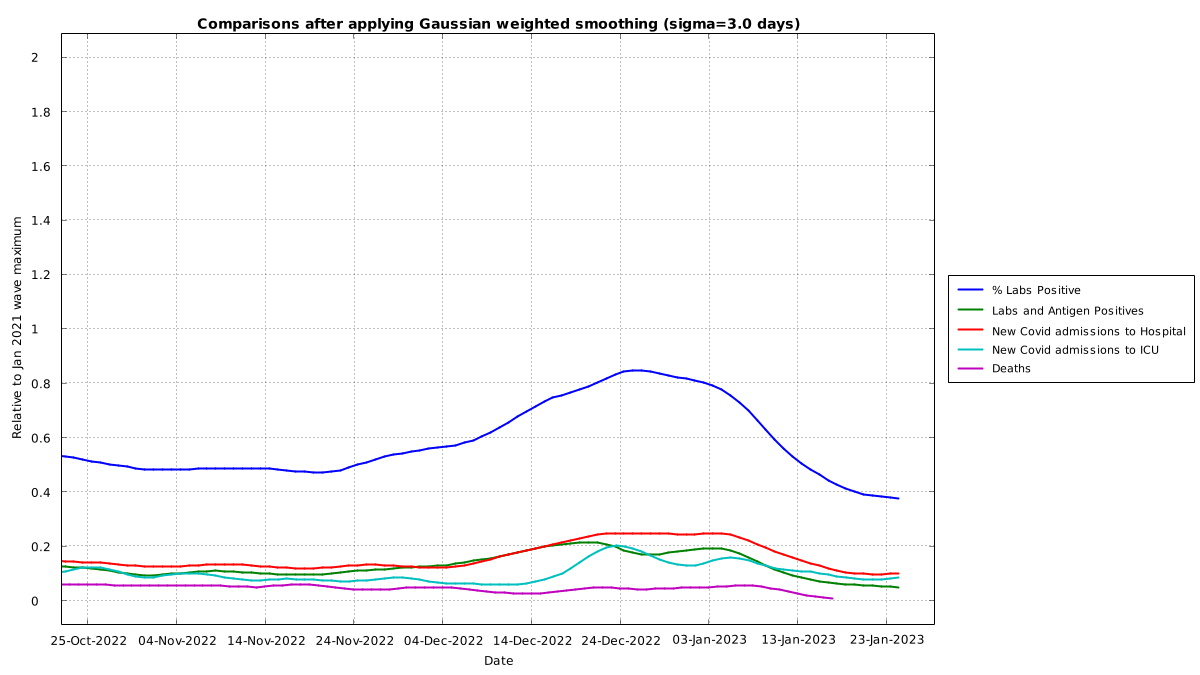 Comparisons after applying Gaussian weighted smoothing (sigma=3.0 days)
2
1.8
1.6
1.4
1.2
1
0.8
0.6
0.4
0.2
0
Relative to Jan 2021 wave maximum
25-Oct-2022 04-Nov-2022 14-Nov-2022 24-Nov-2022 04-Dec-2022 14-Dec-2022 24-Dec-2022 03-Jan-2023 13-Jan-2023 23-Jan-2023
Date
% Labs Positive
Labs and Antigen Positives
New Covid admissions to Hospital
New Covid admissions to ICU
Deaths